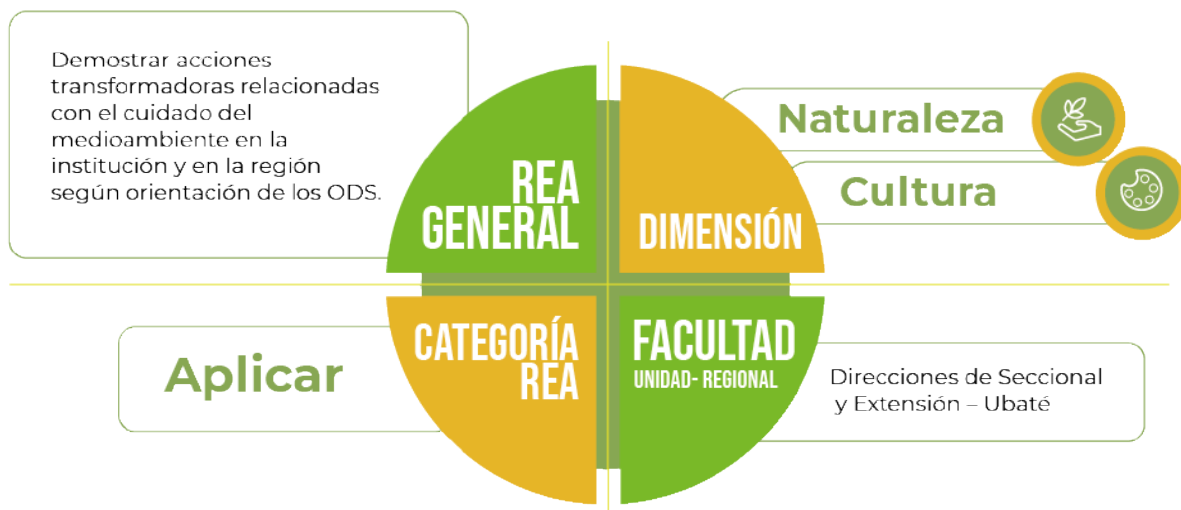 Demostrar acciones
transformadoras relacionadas
con el cuidado del
medioambiente en la
institución y en la región
según orientación de los ODS.
REA
GENERAL
DIMENSIÓN
Naturaleza
Cultura
Aplicar
CATEGORÍA
REA
FACULTAD
UNIDAD- REGIONAL
Direcciones de Seccional
y Extensión – Ubaté